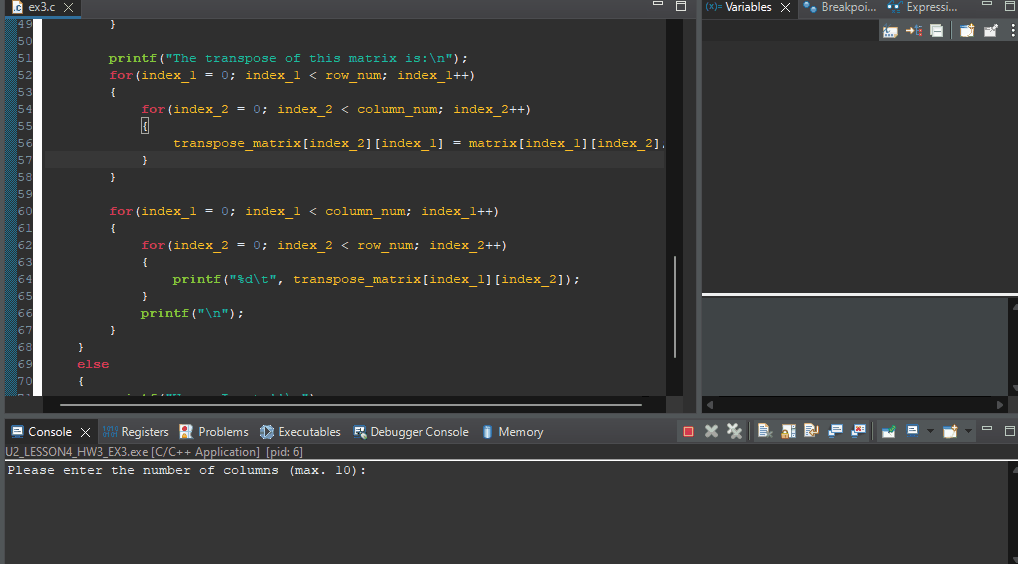 ex3.c
(x)= Variables
Breakpoi...
Expressi...
49 }
50
51 printf("The transpose of this matrix is:\n");
52 for(index_1 = 0; index_1 < row_num; index_1++)
53 {
54 for(index_2 = 0; index_2 < column_num; index_2++)
55 {
56 transpose_matrix[index_2][index_1] = matrix[index_1][index_2]
57 }
58 }
59
60 for(index_1 = 0; index_1 < column_num; index_1++)
61 {
62 for(index_2 = 0; index_2 < row_num; index_2++)
63 {
64 printf("%d\t", transpose_matrix[index_1][index_2]);
65 }
66 printf("\n");
67 }
68 }
69 else
70 {
Console
Registers
Problems
Executables
Debugger Console
Memory
U2_LESSON4_HW3_EX3.exe [C/C++ Application] [pid: 6]
Please enter the number of columns (max. 10):